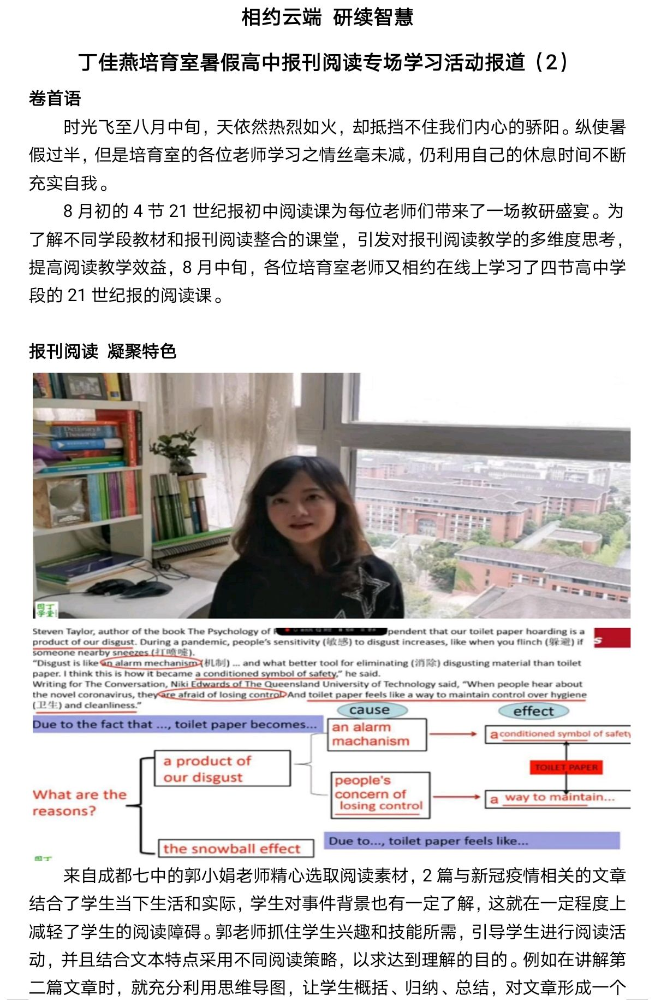 相约云端 研续智慧
丁佳燕培育室暑假高中报刊阅读专场学习活动报道（2）
卷首语
时光飞至八月中旬，天依然热烈如火，却抵挡不住我们内心的骄阳。纵使暑
假过半，但是培育室的各位老师学习之情丝毫未减，仍利用自己的休息时间不断
充实自我。
8 月初的 4 节 21 世纪报初中阅读课为每位老师们带来了一场教研盛宴。为
了解不同学段教材和报刊阅读整合的课堂，引发对报刊阅读教学的多维度思考，
提高阅读教学效益，8 月中旬，各位培育室老师又相约在线上学习了四节高中学
段的 21 世纪报的阅读课。
报刊阅读 凝聚特色
Dictionary &
Thesaurus
园丁
学堂
Steven Taylor, author of the book The Psychology of
pendent that our toilet paper hoarding is a
s
product of our disgust. During a pandemic, people's sensitivity (敏感) to disgust increases, like when you flinch (躲避) if
someone nearby sneezes (打喷嚏).
“Disgust is like an alarm mechanism (机制) ... and what better tool for eliminating (消除) disgusting material than toilet
paper. I think this is how it became a conditioned symbol of safety,” he said.
Writing for The Conversation, Niki Edwards of The Queensland University of Technology said, “When people hear about
the novel coronavirus, they are afraid of losing control. And toilet paper feels like a way to maintain control over hygiene
(卫生) and cleanliness.”
cause
effect
Due to the fact that ..., toilet paper becomes...
an alarm
machanism
a conditioned symbol of safety
a product of
our disgust
TOILET PAPER
people's
concern of
losing control
What are the
reasons?
a way to maintain...
the snowball effect
Due to..., toilet paper feels like...
来自成都七中的郭小娟老师精心选取阅读素材，2 篇与新冠疫情相关的文章
结合了学生当下生活和实际，学生对事件背景也有一定了解，这就在一定程度上
减轻了学生的阅读障碍。郭老师抓住学生兴趣和技能所需，引导学生进行阅读活
动，并且结合文本特点采用不同阅读策略，以求达到理解的目的。例如在讲解第
二篇文章时，就充分利用思维导图，让学生概括、归纳、总结，对文章形成一个